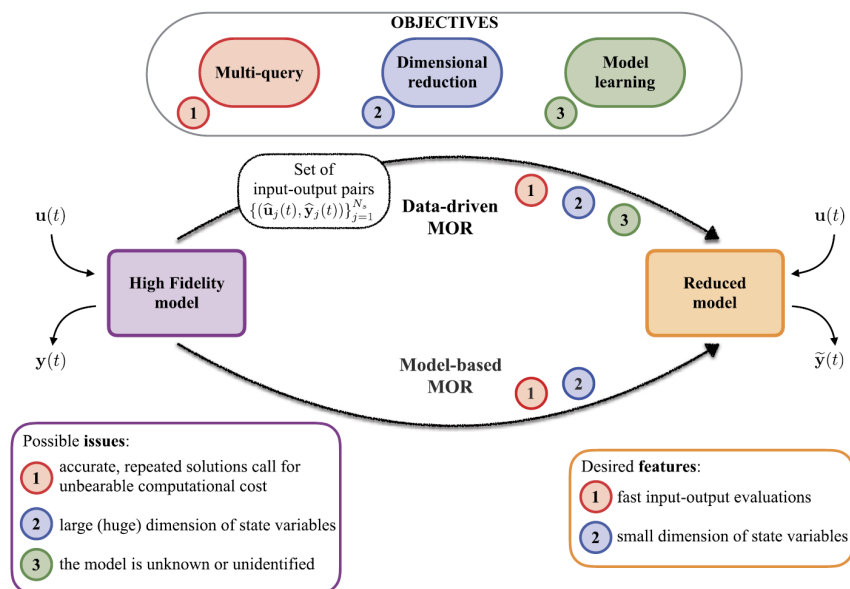 OBJECTIVES
Multi-query
1
Dimensional
reduction
2
Model
learning
3
Set of
input-output pairs
{(û_j(t), ŷ_j(t))}_{j=1}^{N_s}
Data-driven
MOR
1
2
3
u(t)
High Fidelity
model
y(t)
u(t)
Reduced
model
ỹ(t)
Model-based
MOR
1
2
Possible issues:
1 accurate, repeated solutions call for
unbearable computational cost
2 large (huge) dimension of state variables
3 the model is unknown or unidentified
Desired features:
1 fast input-output evaluations
2 small dimension of state variables